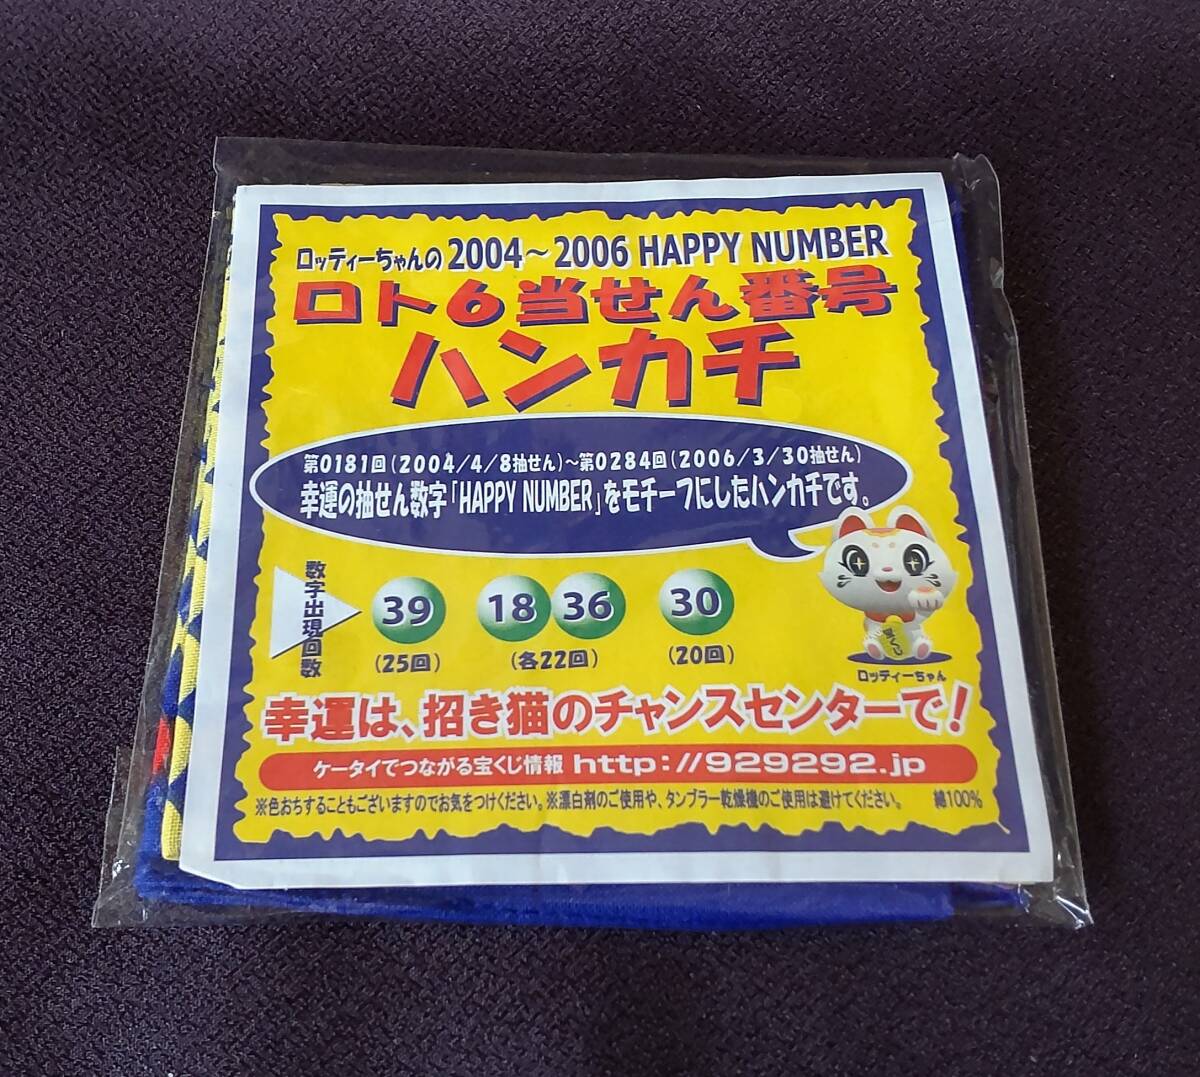 ロッティーちゃんの 2004～2006 HAPPY NUMBER
ロト6当せん番号
ハンカチ
第0181回(2004/4/8抽せん)～第0284回(2006/3/30抽せん)
幸運の抽せん数字「HAPPY NUMBER」をモチーフにしたハンカチです。
数字出現回数
39 18 36 30
(25回) (各22回) (20回)
宝くじ
ロッティーちゃん
幸運は、招き猫のチャンスセンターで!
ケータイでつながる宝くじ情報 http://929292.jp
※色おちすることもございますのでお気をつけください。※漂白剤のご使用や、タンブラー乾燥機のご使用は避けてください。 綿100%